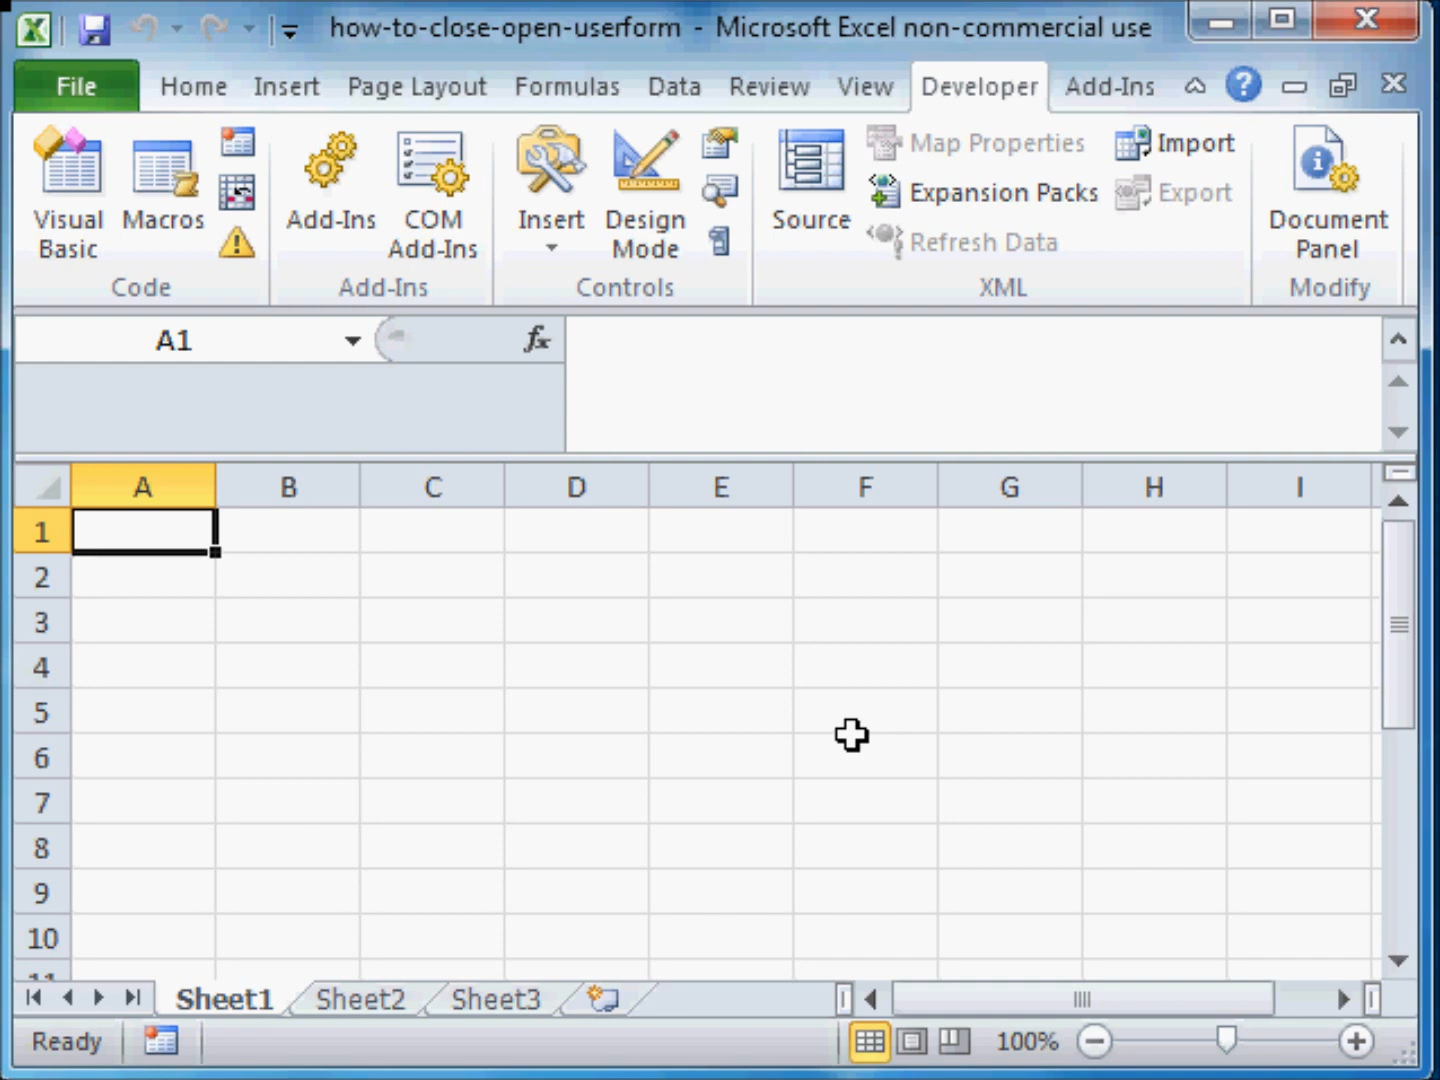 how-to-close-open-userform - Microsoft Excel non-commercial use
File Home Insert Page Layout Formulas Data Review View Developer Add-Ins
Visual Basic
Macros
Code
Add-Ins
COM Add-Ins
Add-Ins
Insert
Design Mode
Controls
Source
Map Properties
Expansion Packs
Refresh Data
Import
Export
XML
Document Panel
Modify
A1 fx
A B C D E F G H I
1
2
3
4
5
6
7
8
9
10
11
Sheet1 Sheet2 Sheet3
Ready 100%